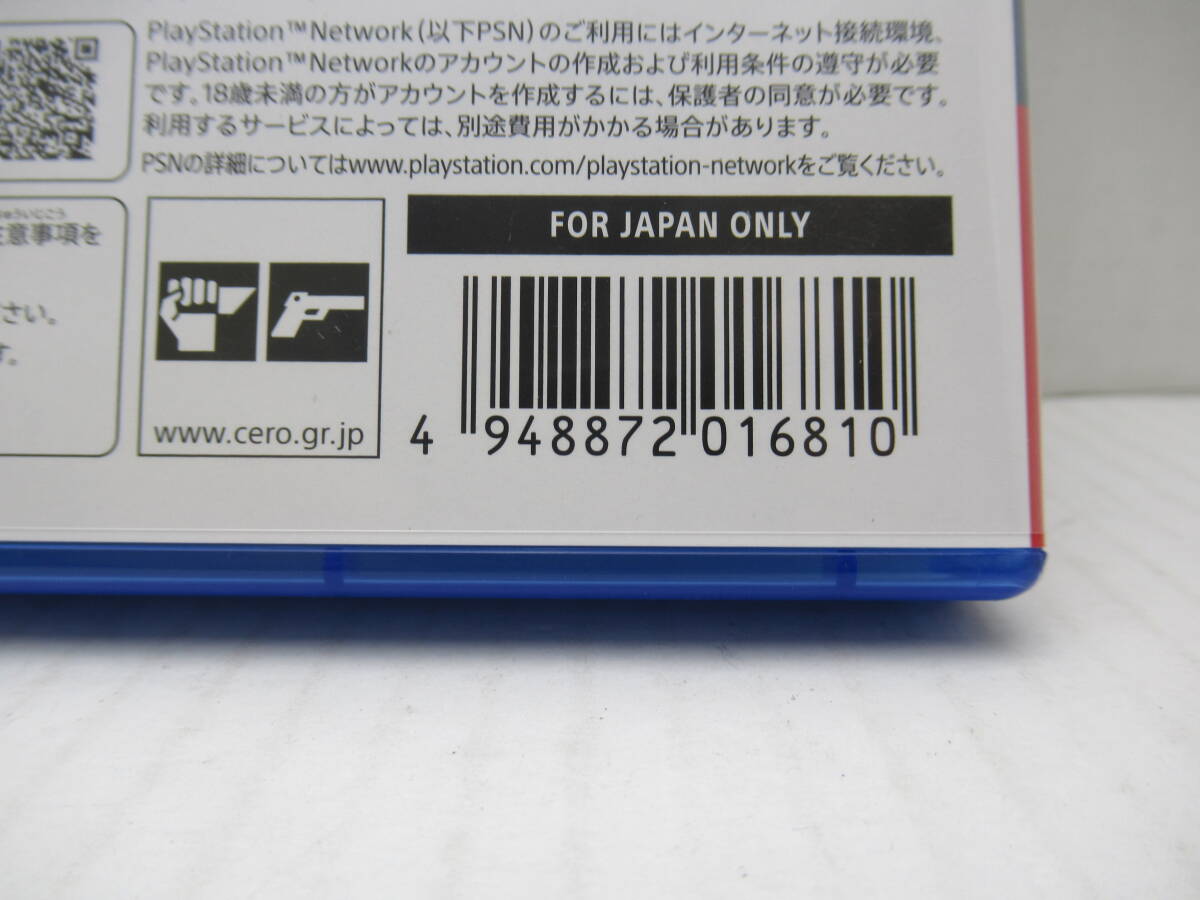 PlayStation™Network(以下PSN)のご利用にはインターネット接続環境、
PlayStation™Networkのアカウントの作成および利用条件の遵守が必要
です。18歳未満の方がアカウントを作成するには、保護者の同意が必要です。
利用するサービスによっては、別途費用がかかる場合があります。
PSNの詳細についてはwww.playstation.com/playstation-networkをご覧ください。
ゅういじこう
注意事項を
さい。
す。
www.cero.gr.jp
FOR JAPAN ONLY
4 948872 016810